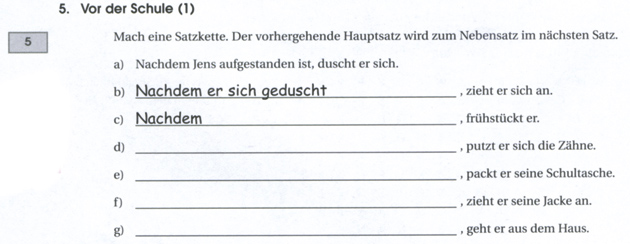 5. Vor der Schule (1)
5
Mach eine Satzkette. Der vorhergehende Hauptsatz wird zum Nebensatz im nächsten Satz.
a) Nachdem Jens aufgestanden ist, duscht er sich.
b) Nachdem er sich geduscht , zieht er sich an.
c) Nachdem , frühstückt er.
d) , putzt er sich die Zähne.
e) , packt er seine Schultasche.
f) , zieht er seine Jacke an.
g) , geht er aus dem Haus.